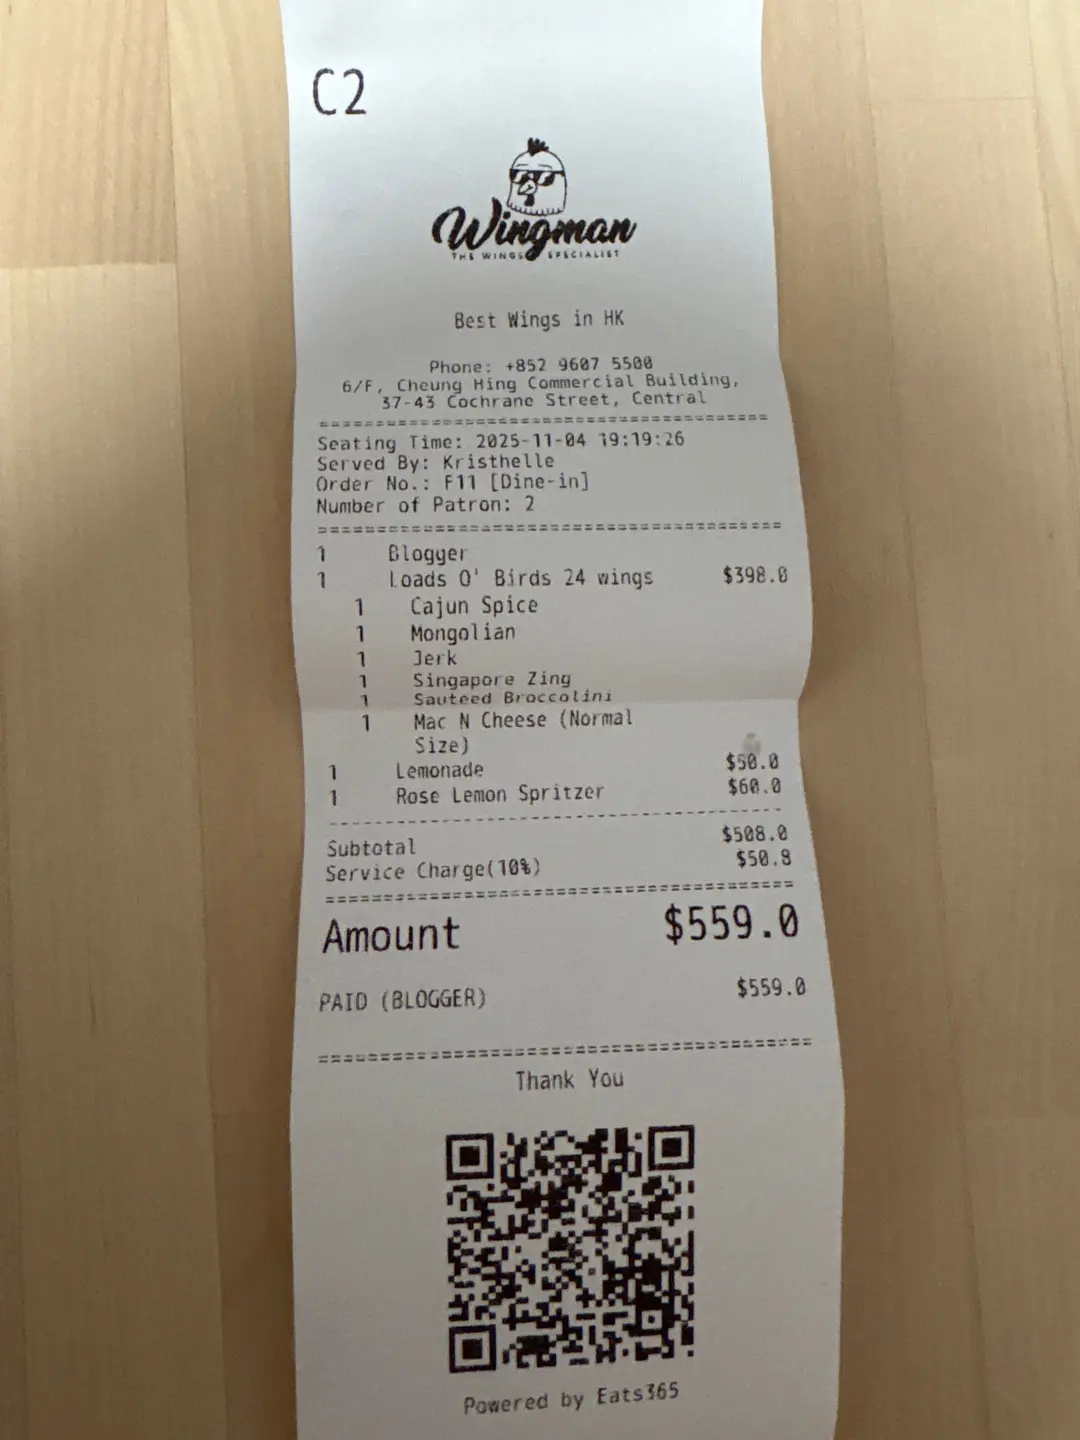 C2
Wingman
THE WINGS SPECIALIST
Best Wings in HK
Phone: +852 9607 5500
6/F, Cheung Hing Commercial Building,
37-43 Cochrane Street, Central
Seating Time: 2025-11-04 19:19:26
Served By: Kristhelle
Order No.: F11 [Dine-in]
Number of Patron: 2
1 Blogger
1 Loads O' Birds 24 wings $398.0
1 Cajun Spice
1 Mongolian
1 Jerk
1 Singapore Zing
1 Sauteed Broccolini
1 Mac N Cheese (Normal
Size)
1 Lemonade $50.0
1 Rose Lemon Spritzer $60.0
Subtotal $508.0
Service Charge(10%) $50.8
Amount $559.0
PAID (BLOGGER) $559.0
Thank You
Powered by Eats365